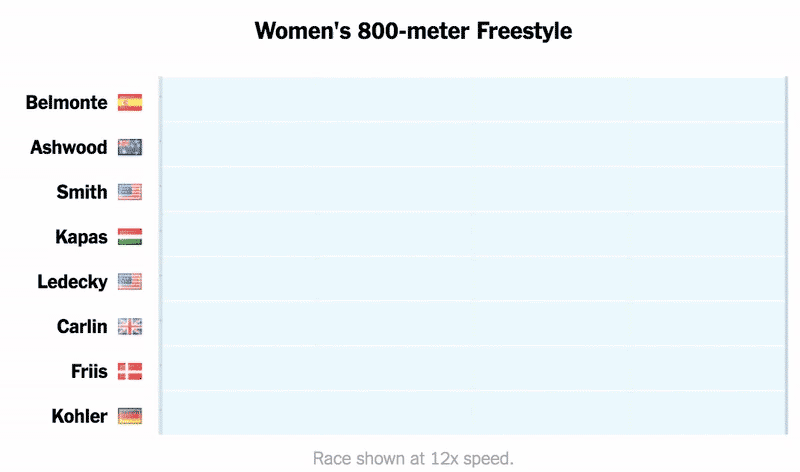 Women's 800-meter Freestyle
Belmonte
Ashwood
Smith
Kapas
Ledecky
Carlin
Friis
Kohler
Race shown at 12x speed.